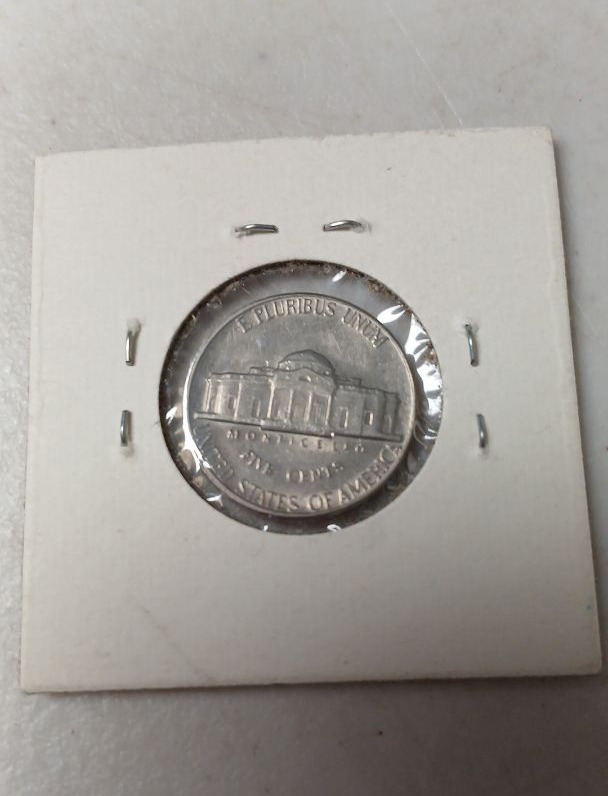 E PLURIBUS UNUM
MONTICELLO
FIVE CENTS
UNITED STATES OF AMERICA